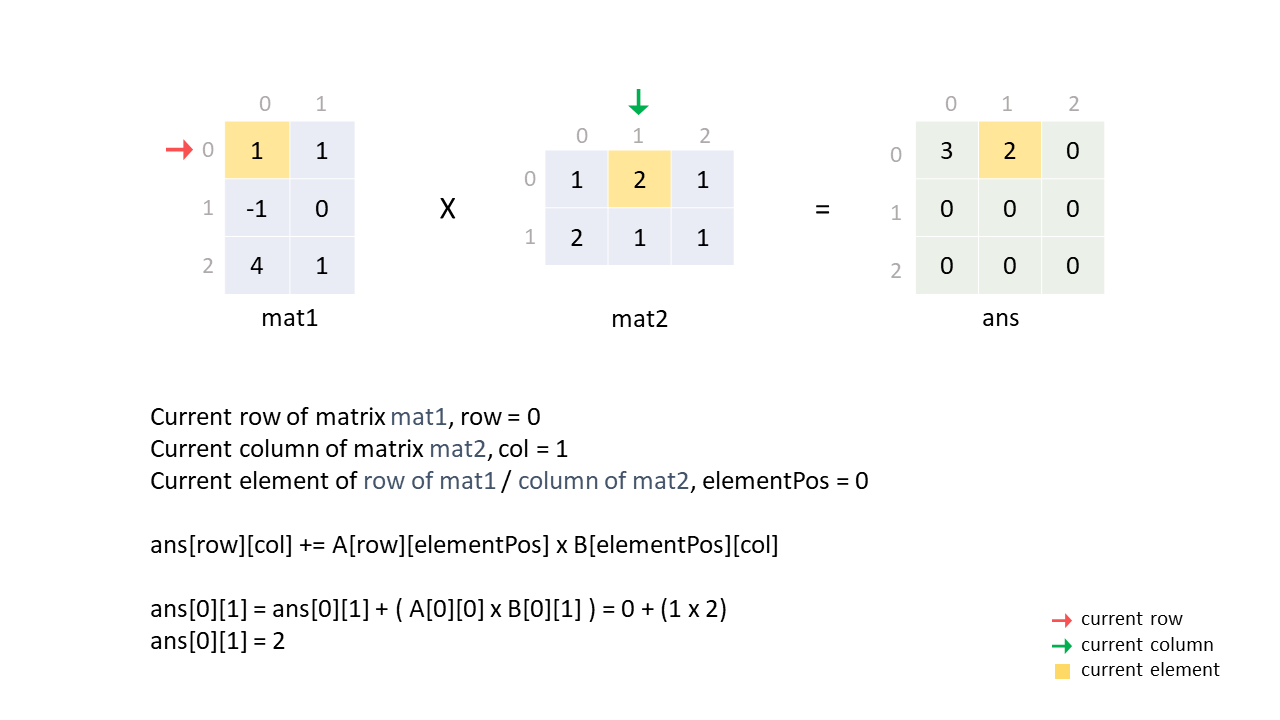 0 1
0 1 1
1 -1 0
2 4 1
mat1
X
0 1 2
0 1 2 1
1 2 1 1
mat2
=
0 1 2
0 3 2 0
1 0 0 0
2 0 0 0
ans
Current row of matrix mat1, row = 0
Current column of matrix mat2, col = 1
Current element of row of mat1 / column of mat2, elementPos = 0
ans[row][col] += A[row][elementPos] x B[elementPos][col]
ans[0][1] = ans[0][1] + ( A[0][0] x B[0][1] ) = 0 + (1 x 2)
ans[0][1] = 2
current row
current column
current element